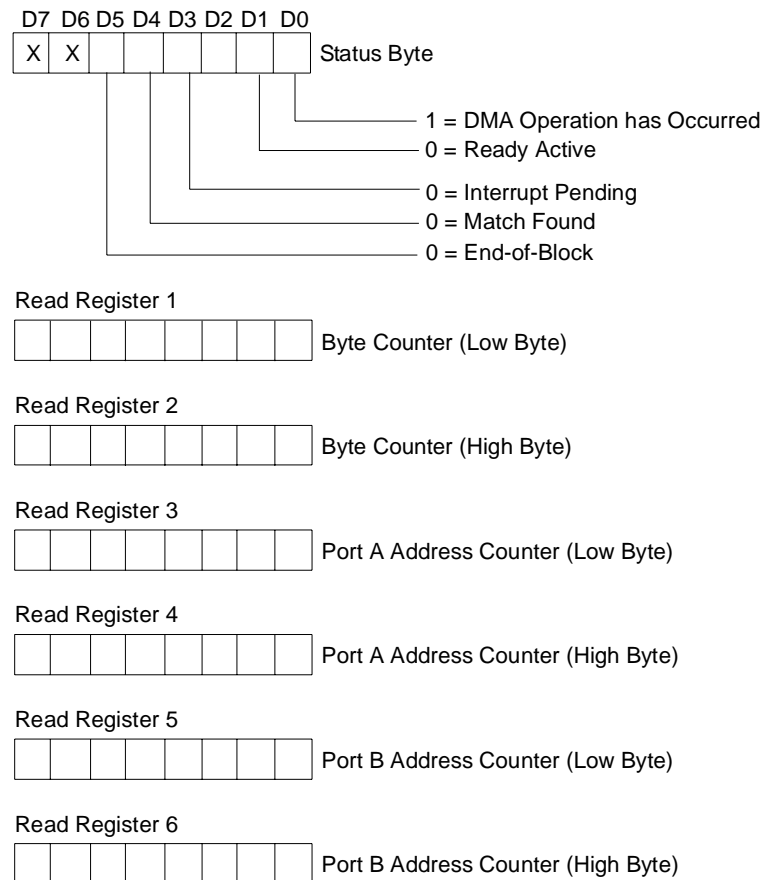 D7 D6 D5 D4 D3 D2 D1 D0
X X Status Byte
1 = DMA Operation has Occurred
0 = Ready Active
0 = Interrupt Pending
0 = Match Found
0 = End-of-Block
Read Register 1
Byte Counter (Low Byte)
Read Register 2
Byte Counter (High Byte)
Read Register 3
Port A Address Counter (Low Byte)
Read Register 4
Port A Address Counter (High Byte)
Read Register 5
Port B Address Counter (Low Byte)
Read Register 6
Port B Address Counter (High Byte)